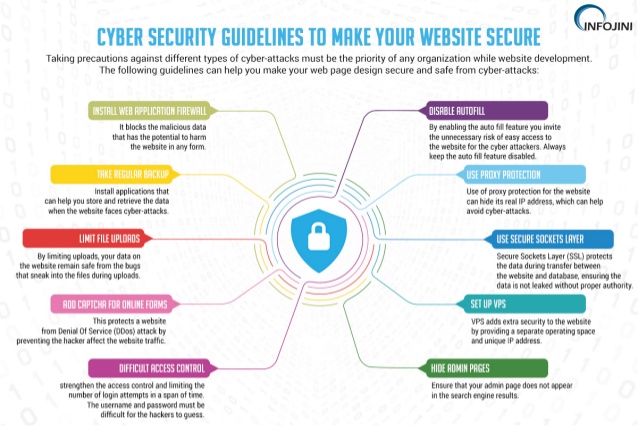 INFOJINI
CYBER SECURITY GUIDELINES TO MAKE YOUR WEBSITE SECURE
Taking precautions against different types of cyber-attacks must be the priority of any organization while website development.
The following guidelines can help you make your web page design secure and safe from cyber-attacks:
INSTALL WEB APPLICATION FIREWALL
It blocks the malicious data
that has the potential to harm
the website in any form.
TAKE REGULAR BACKUP
Install applications that
can help you store and retrieve the data
when the website faces cyber-attacks.
LIMIT FILE UPLOADS
By limiting uploads, your data on
the website remain safe from the bugs
that sneak into the files during uploads.
ADD CAPTCHA FOR ONLINE FORMS
This protects a website
from Denial Of Service (DDos) attack by
preventing the hacker affect the website traffic.
DIFFICULT ACCESS CONTROL
strengthen the access control and limiting the
number of login attempts in a span of time.
The username and password must be
difficult for the hackers to guess.
DISABLE AUTOFILL
By enabling the auto fill feature you invite
the unnecessary risk of easy access to
the website for the cyber attackers. Always
keep the auto fill feature disabled.
USE PROXY PROTECTION
Use of proxy protection for the website
can hide its real IP address, which can help
avoid cyber-attacks.
USE SECURE SOCKETS LAYER
Secure Sockets Layer (SSL) protects
the data during transfer between
the website and database, ensuring the
data is not leaked without proper authority.
SET UP VPS
VPS adds extra security to the website
by providing a separate operating space
and unique IP address.
HIDE ADMIN PAGES
Ensure that your admin page does not appear
in the search engine results.